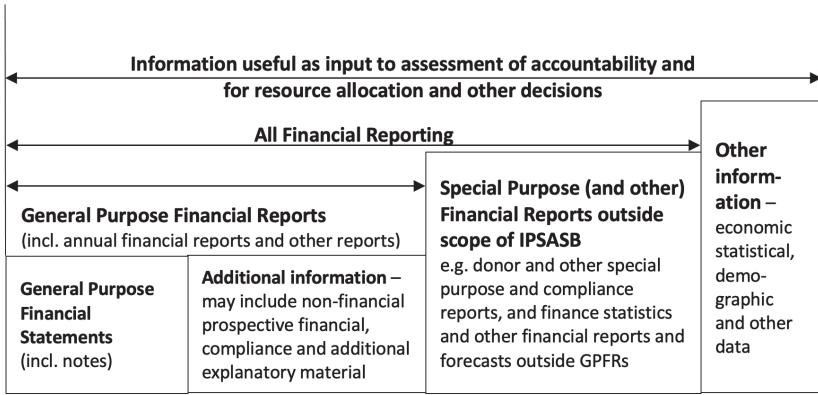 Information useful as input to assessment of accountability and
for resource allocation and other decisions
All Financial Reporting
General Purpose Financial Reports
(incl. annual financial reports and other reports)
General Purpose
Financial
Statements
(incl. notes)
Additional information –
may include non-financial
prospective financial,
compliance and additional
explanatory material
Special Purpose (and other)
Financial Reports outside
scope of IPSASB
e.g. donor and other special
purpose and compliance
reports, and finance statistics
and other financial reports and
forecasts outside GPFRs
Other
inform-
ation –
economic
statistical,
demo-
graphic
and other
data